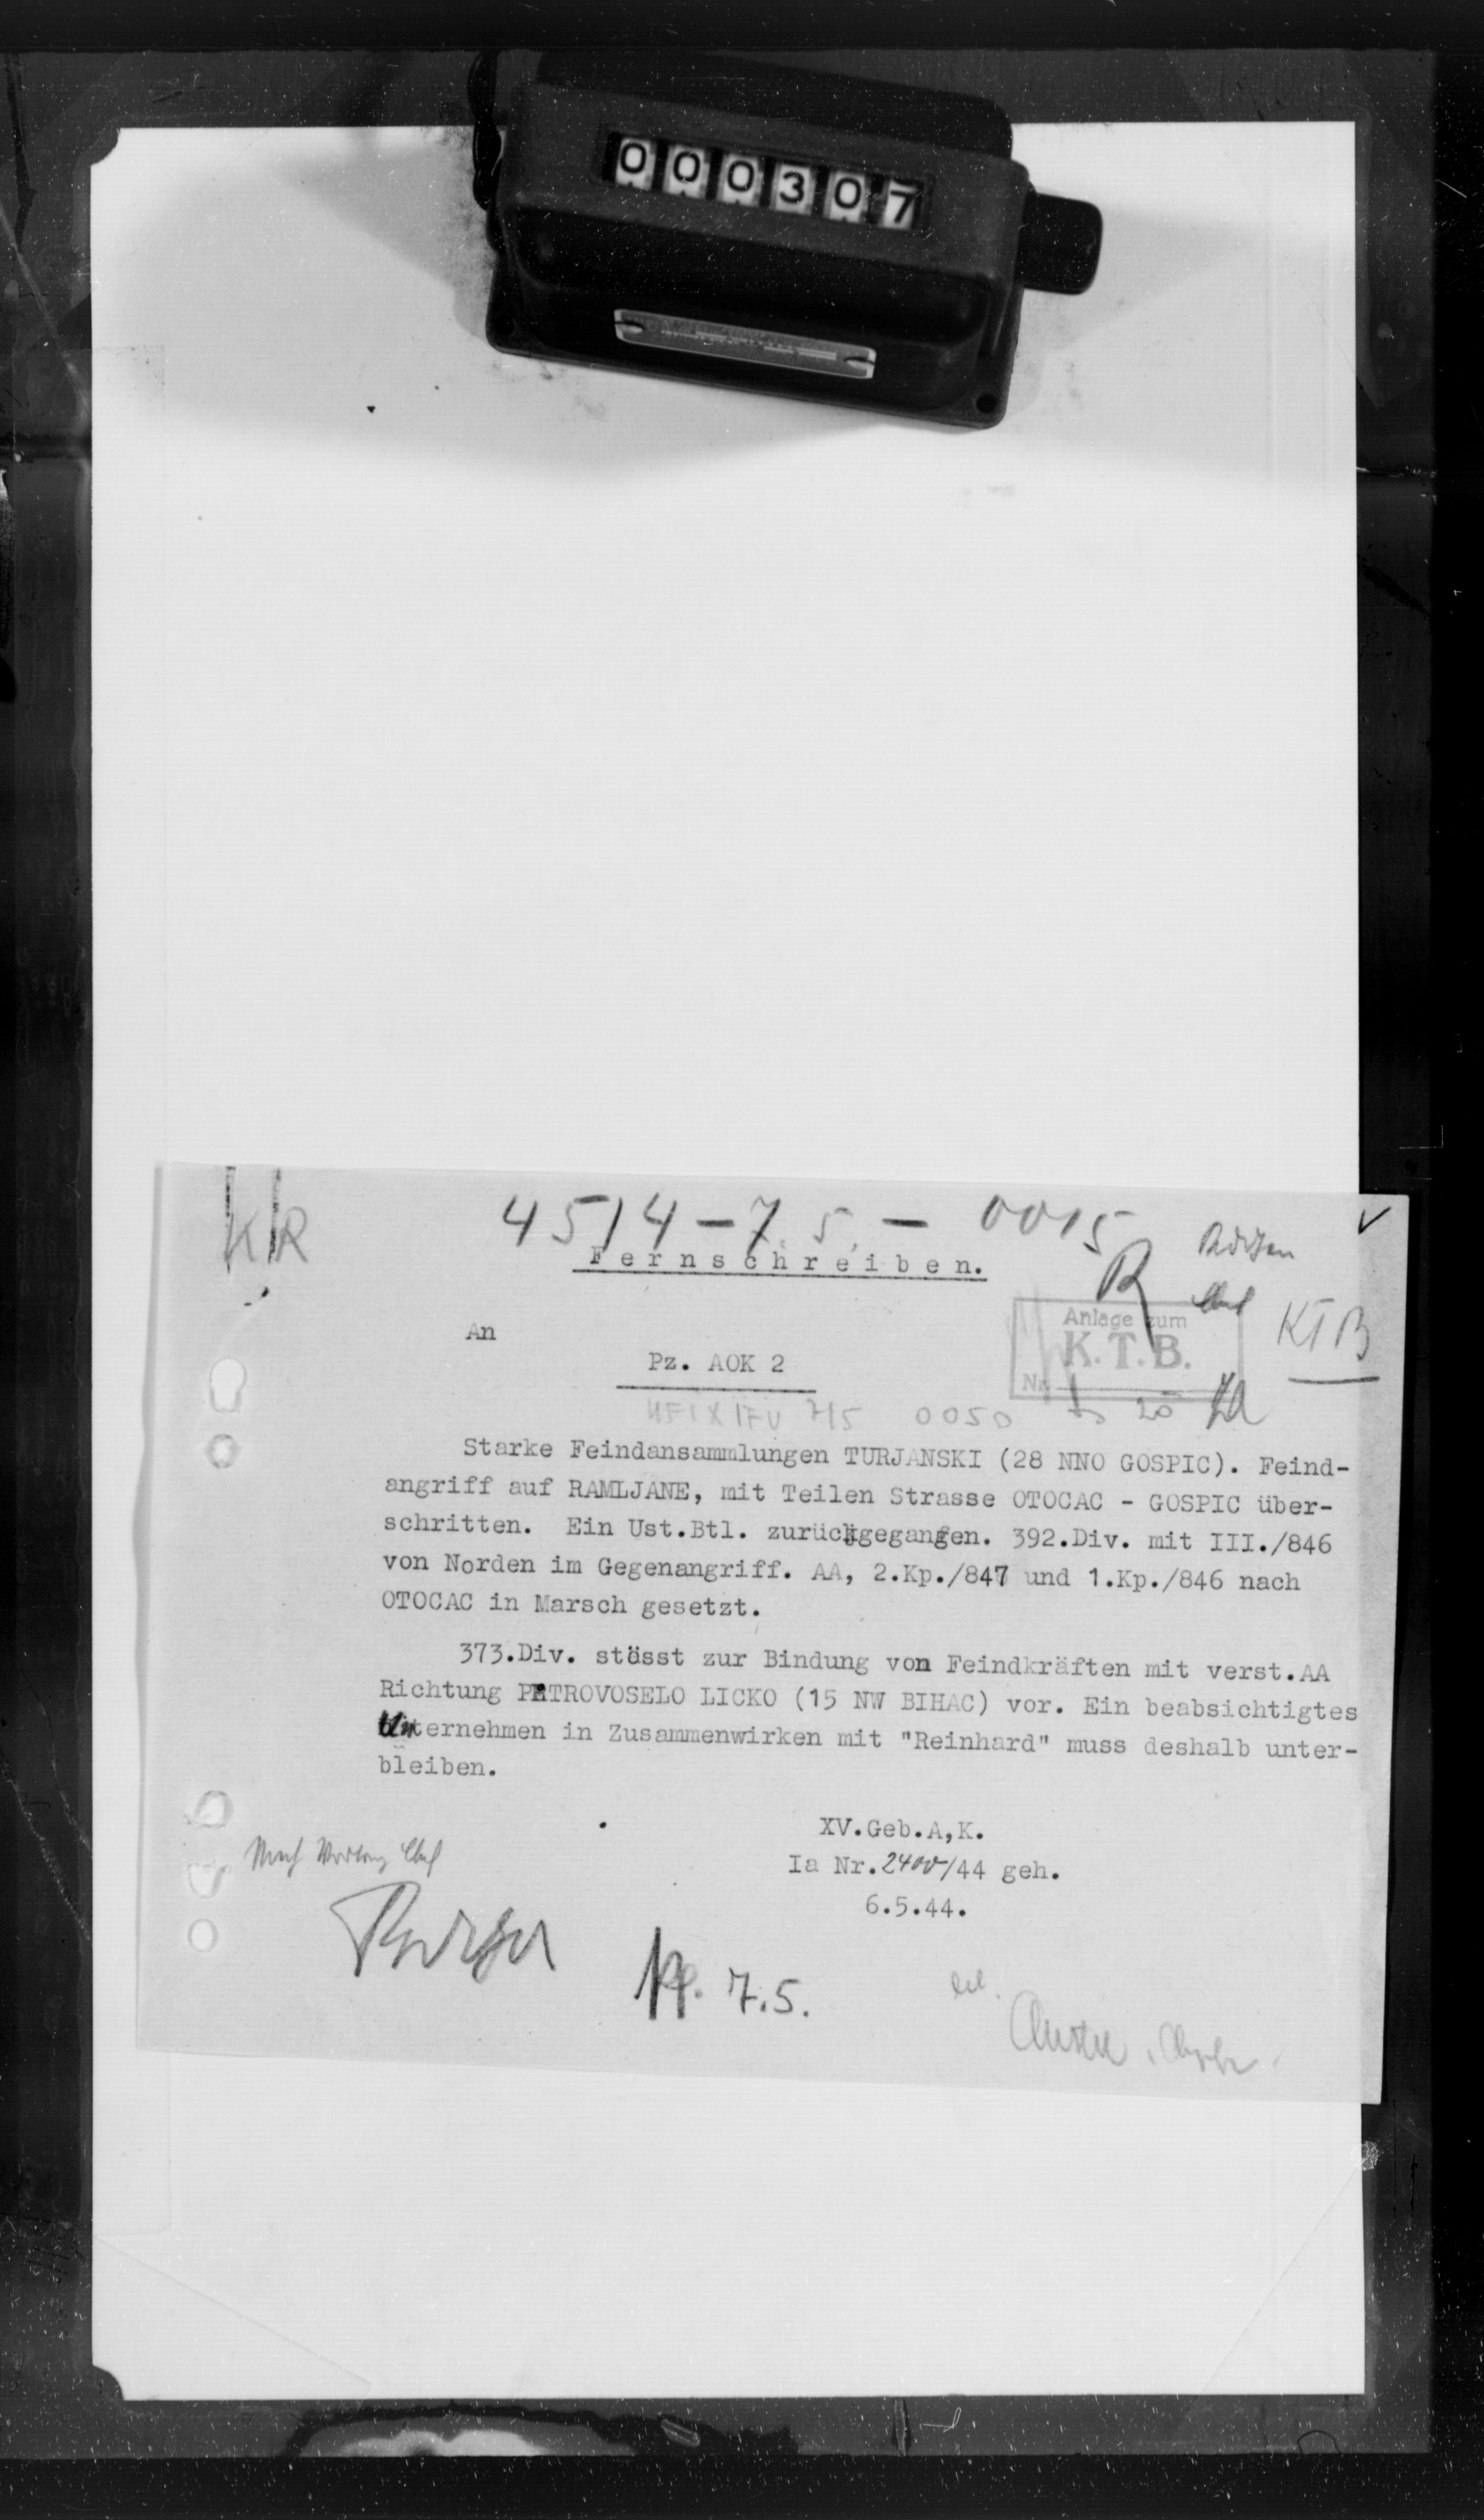 000307
KR
4514 - 7.5. - 0015
Fernschreiben.
R
An
Anlage zum
K.T.B.
Nr.
KTB
Pz. AOK 2
7/5 0050
Starke Feindansammlungen TURJANSKI (28 NNO GOSPIC). Feind-
angriff auf RAMLJANE, mit Teilen Strasse OTOCAC - GOSPIC über-
schritten. Ein Ust.Btl. zurückgegangen. 392.Div. mit III./846
von Norden im Gegenangriff. AA, 2.Kp./847 und 1.Kp./846 nach
OTOCAC in Marsch gesetzt.
373.Div. stösst zur Bindung von Feindkräften mit verst.AA
Richtung PETROVOSELO LICKO (15 NW BIHAC) vor. Ein beabsichtigtes
Unternehmen in Zusammenwirken mit "Reinhard" muss deshalb unter-
bleiben.
XV.Geb.A,K.
Ia Nr.2400/44 geh.
6.5.44.
7.5.